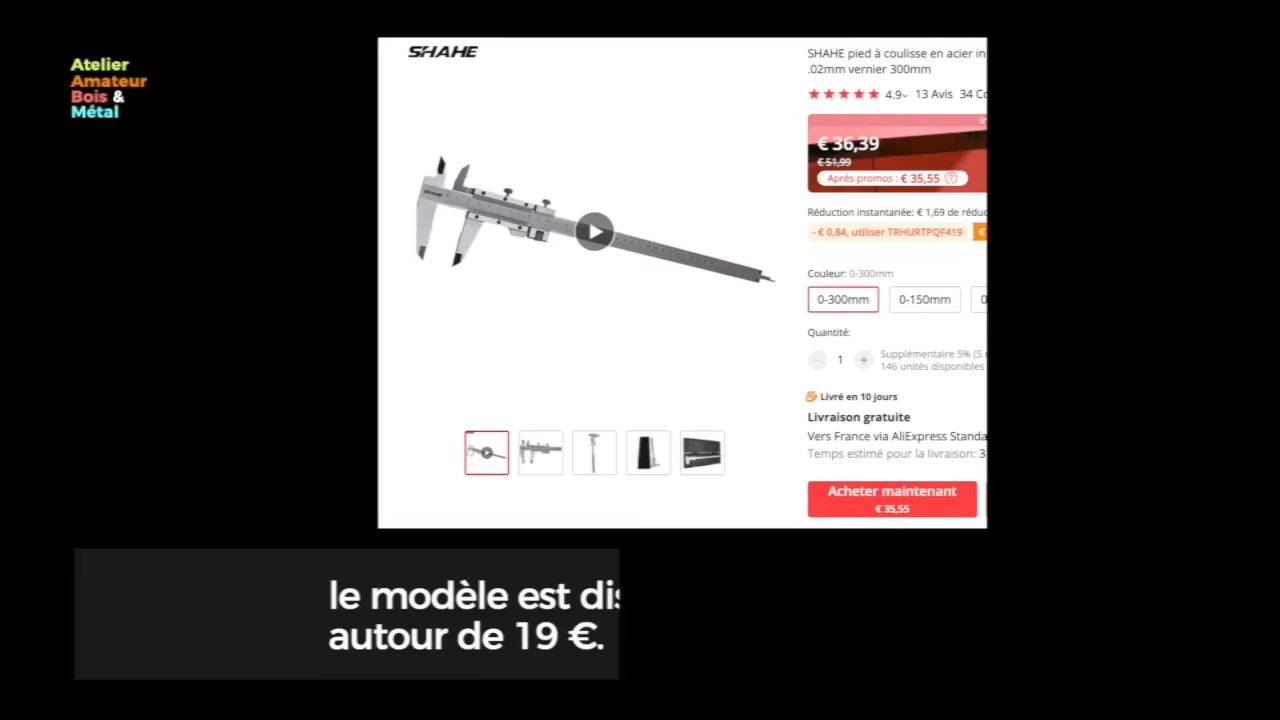 Atelier
Amateur
Bois &
Métal
SHAHE
SHAHE pied à coulisse en acier in
.02mm vernier 300mm
4.9 13 Avis 34 Co
€ 36,39
€ 51,99
Après promos : € 35,55
Réduction instantanée: € 1,69 de réduc
- € 0,84, utiliser TRHURTPQF419
€
Couleur: 0-300mm
0-300mm
0-150mm
0
Quantité:
1
Supplémentaire 5% (5
146 unités disponibles
Livré en 10 jours
Livraison gratuite
Vers France via AliExpress Standa
Temps estimé pour la livraison: 3
Acheter maintenant
€ 35,55
le modèle est dis
autour de 19 €.